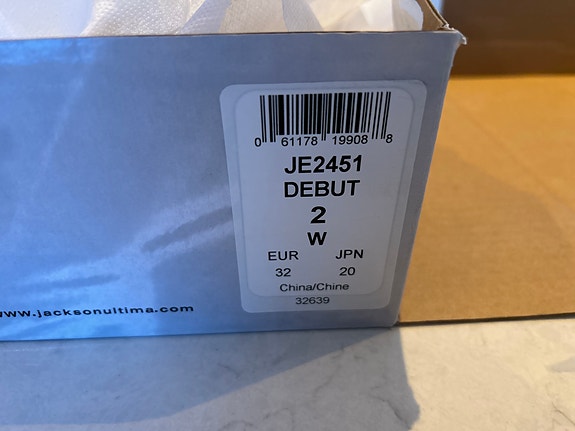 0 61178 19908 8
JE2451
DEBUT
2
W
EUR JPN
32 20
China/Chine
32639
www.jacksonultima.com